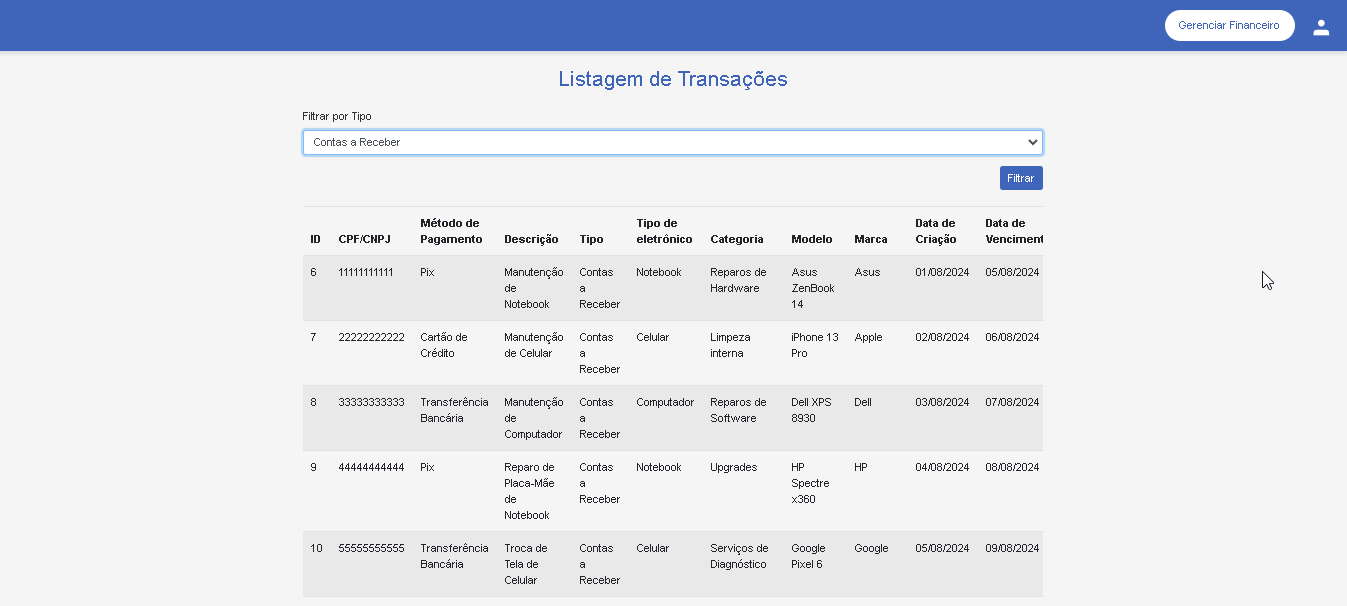 Gerenciar Financeiro
Listagem de Transações
Filtrar por Tipo
Contas a Receber
Filtrar
ID CPF/CNPJ Método de Pagamento Descrição Tipo Tipo de eletrônico Categoria Modelo Marca Data de Criação Data de Venciment
6 11111111111 Pix Manutenção de Notebook Contas a Receber Notebook Reparos de Hardware Asus ZenBook 14 Asus 01/08/2024 05/08/2024
7 22222222222 Cartão de Crédito Manutenção de Celular Contas a Receber Celular Limpeza interna iPhone 13 Pro Apple 02/08/2024 06/08/2024
8 33333333333 Transferência Bancária Manutenção de Computador Contas a Receber Computador Reparos de Software Dell XPS 8930 Dell 03/08/2024 07/08/2024
9 44444444444 Pix Reparo de Placa-Mãe de Notebook Contas a Receber Notebook Upgrades HP Spectre x360 HP 04/08/2024 08/08/2024
10 55555555555 Transferência Bancária Troca de Tela de Celular Contas a Receber Celular Serviços de Diagnóstico Google Pixel 6 Google 05/08/2024 09/08/2024